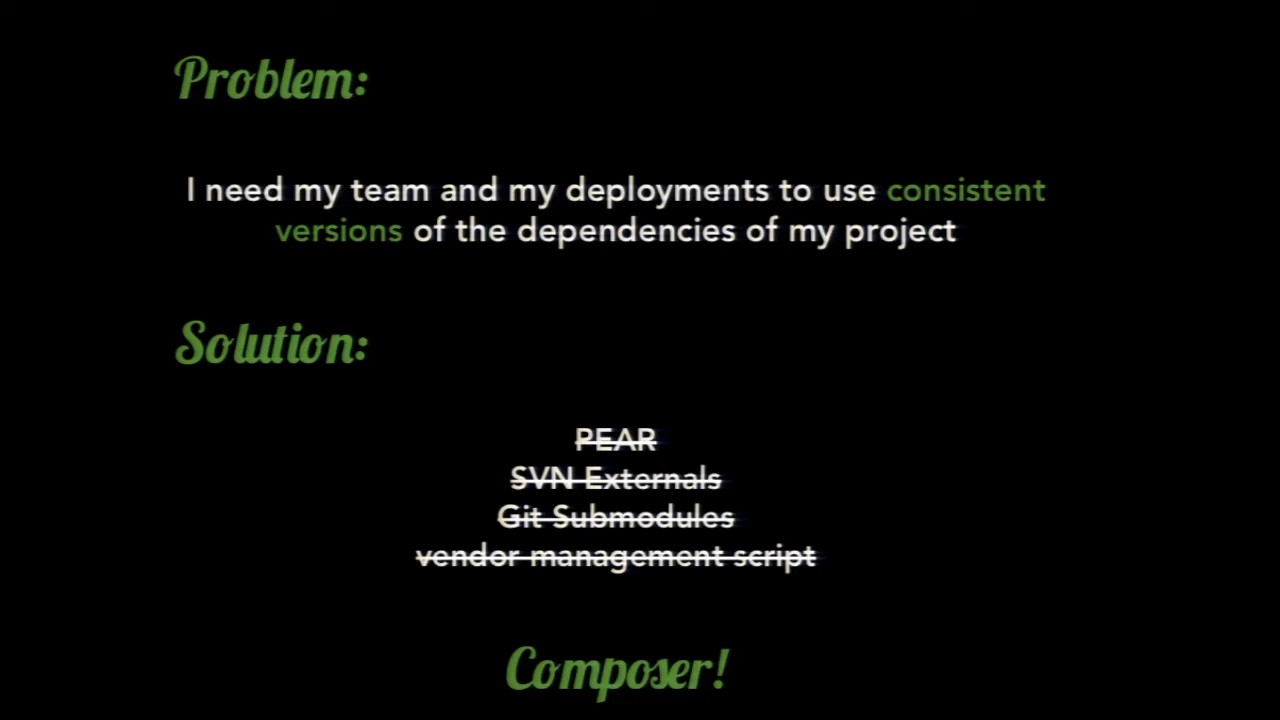 Problem:
I need my team and my deployments to use consistent
versions of the dependencies of my project
Solution:
PEAR
SVN Externals
Git Submodules
vendor management script
Composer!